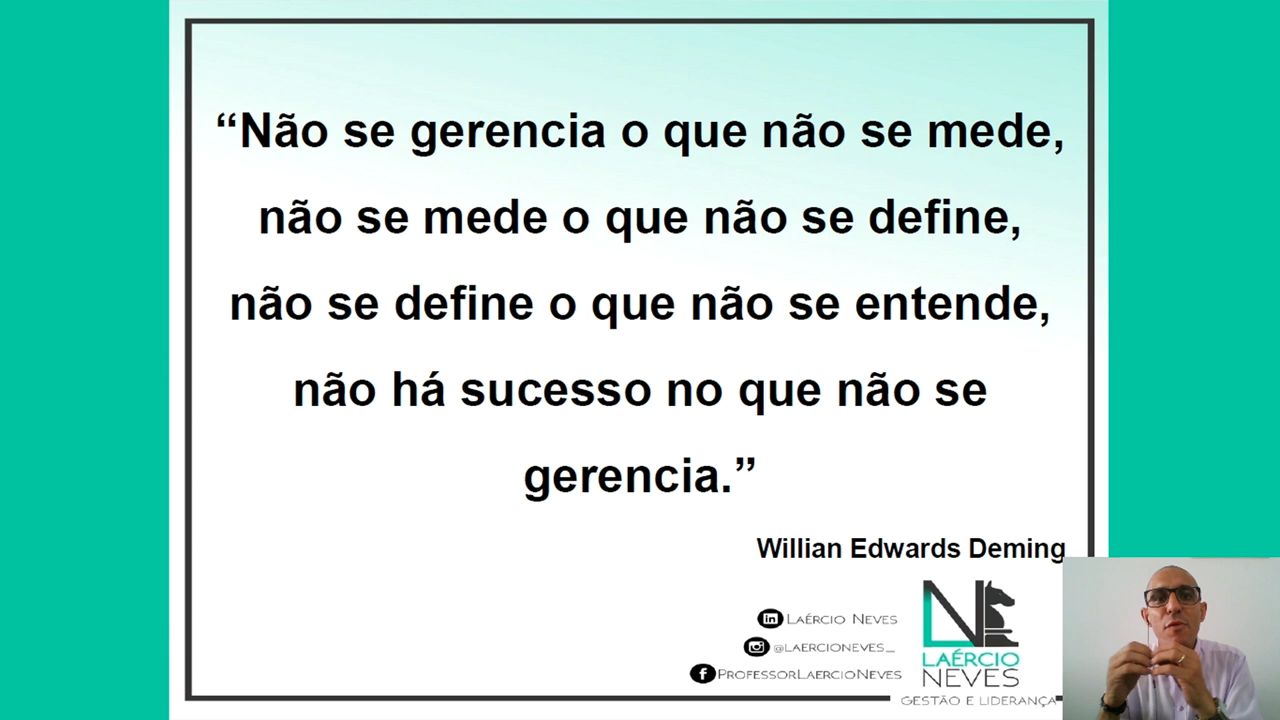 “Não se gerencia o que não se mede,
não se mede o que não se define,
não se define o que não se entende,
não há sucesso no que não se
gerencia.”
Willian Edwards Deming
in Laércio Neves
@laercioneves_
f ProfessorLaercioNeves
N
LAÉRCIO
NEVES
Gestão e Liderança